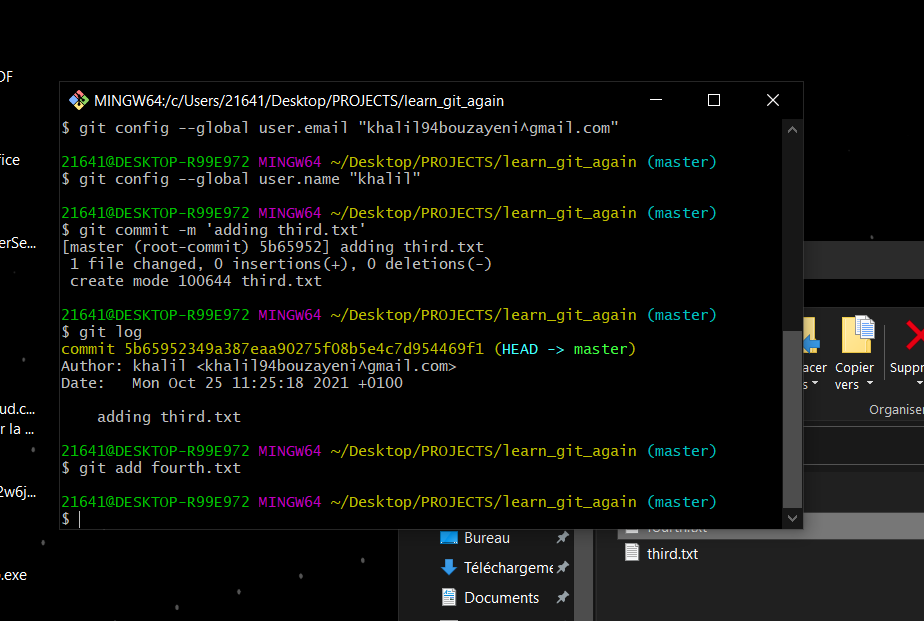 DF
MINGW64:/c/Users/21641/Desktop/PROJECTS/learn_git_again
$ git config --global user.email "khalil94bouzayeni^gmail.com"
21641@DESKTOP-R99E972 MINGW64 ~/Desktop/PROJECTS/learn_git_again (master)
$ git config --global user.name "khalil"
21641@DESKTOP-R99E972 MINGW64 ~/Desktop/PROJECTS/learn_git_again (master)
$ git commit -m 'adding third.txt'
[master (root-commit) 5b65952] adding third.txt
1 file changed, 0 insertions(+), 0 deletions(-)
create mode 100644 third.txt
21641@DESKTOP-R99E972 MINGW64 ~/Desktop/PROJECTS/learn_git_again (master)
$ git log
commit 5b65952349a387eaa90275f08b5e4c7d954469f1 (HEAD -> master)
Author: khalil <khalil94bouzayeni^gmail.com>
Date: Mon Oct 25 11:25:18 2021 +0100
adding third.txt
21641@DESKTOP-R99E972 MINGW64 ~/Desktop/PROJECTS/learn_git_again (master)
$ git add fourth.txt
21641@DESKTOP-R99E972 MINGW64 ~/Desktop/PROJECTS/learn_git_again (master)
$
ice
erSe...
ud.c...
r la ...
2w6j...
.exe
acer
s
Copier
vers
Suppr
Organiser
Bureau
Téléchargeme
Documents
fourth.txt
third.txt